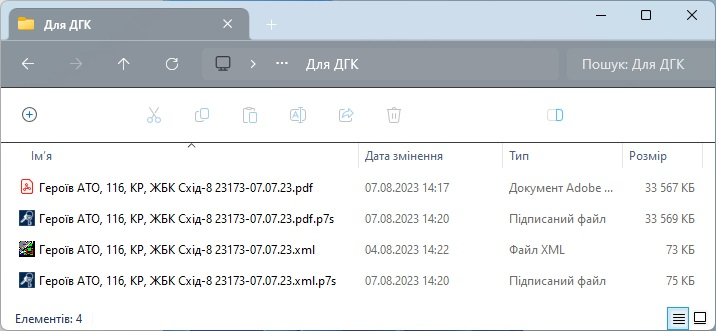 Для ДГК
Для ДГК
Пошук: Для ДГК
Ім'я Дата змінення Тип Розмір
Героїв АТО, 116, КР, ЖБК Схід-8 23173-07.07.23.pdf 07.08.2023 14:17 Документ Adobe ... 33 567 КБ
Героїв АТО, 116, КР, ЖБК Схід-8 23173-07.07.23.pdf.p7s 07.08.2023 14:20 Підписаний файл 33 569 КБ
Героїв АТО, 116, КР, ЖБК Схід-8 23173-07.07.23.xml 04.08.2023 14:22 Файл XML 73 КБ
Героїв АТО, 116, КР, ЖБК Схід-8 23173-07.07.23.xml.p7s 07.08.2023 14:20 Підписаний файл 75 КБ
Елементів: 4